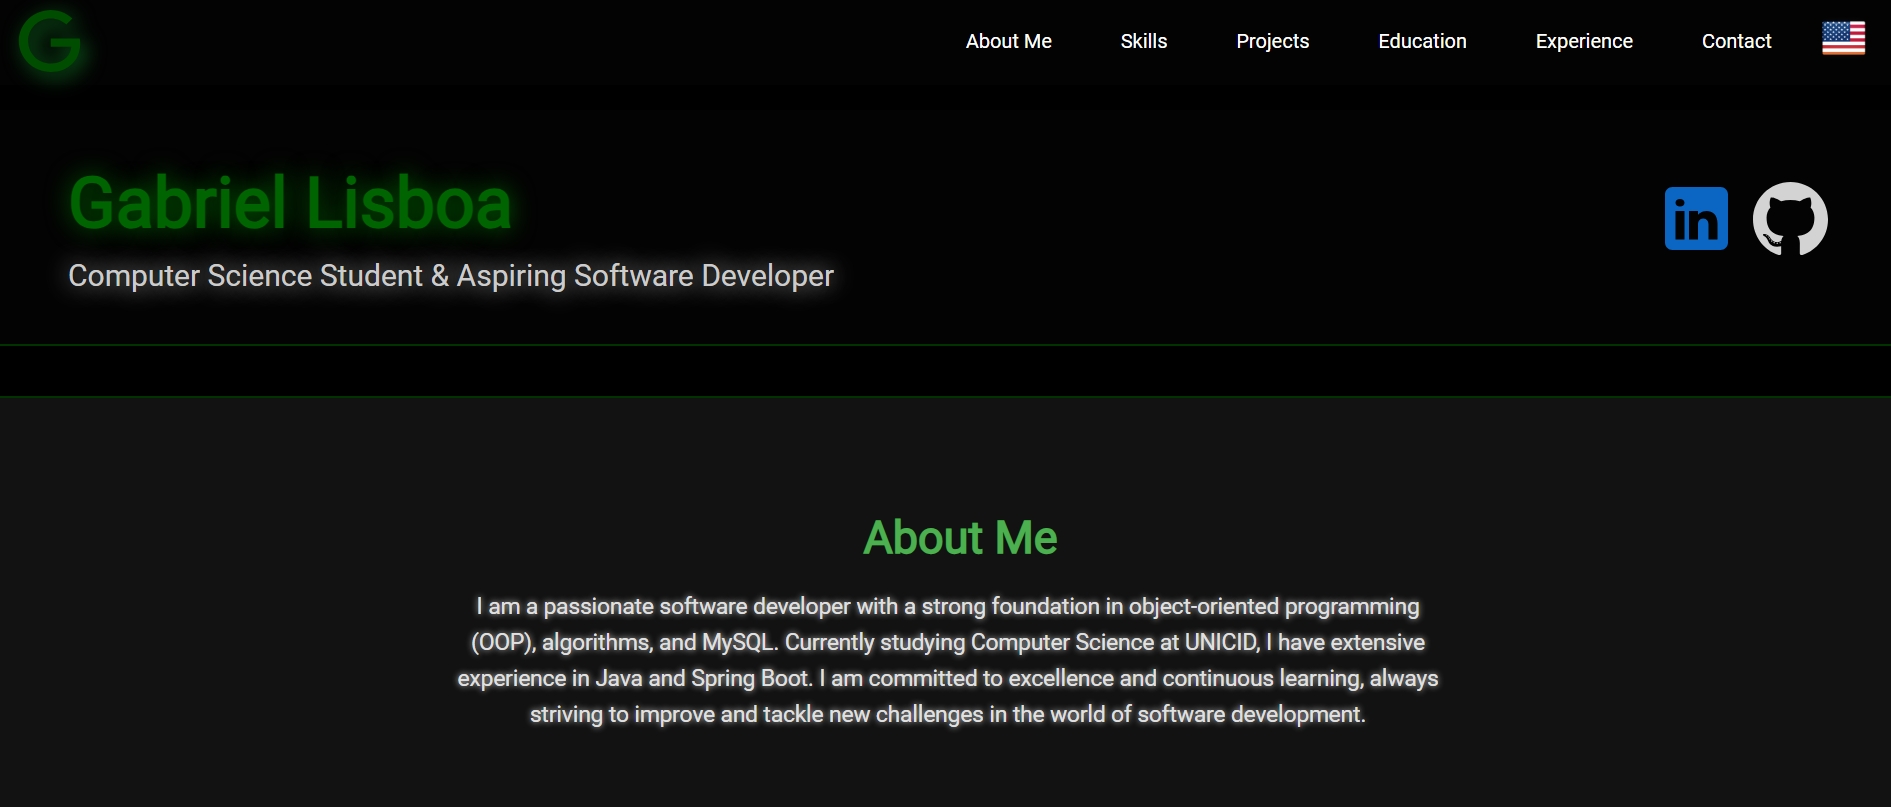 G
About Me Skills Projects Education Experience Contact
Gabriel Lisboa
in
Computer Science Student & Aspiring Software Developer
About Me
I am a passionate software developer with a strong foundation in object-oriented programming
(OOP), algorithms, and MySQL. Currently studying Computer Science at UNICID, I have extensive
experience in Java and Spring Boot. I am committed to excellence and continuous learning, always
striving to improve and tackle new challenges in the world of software development.